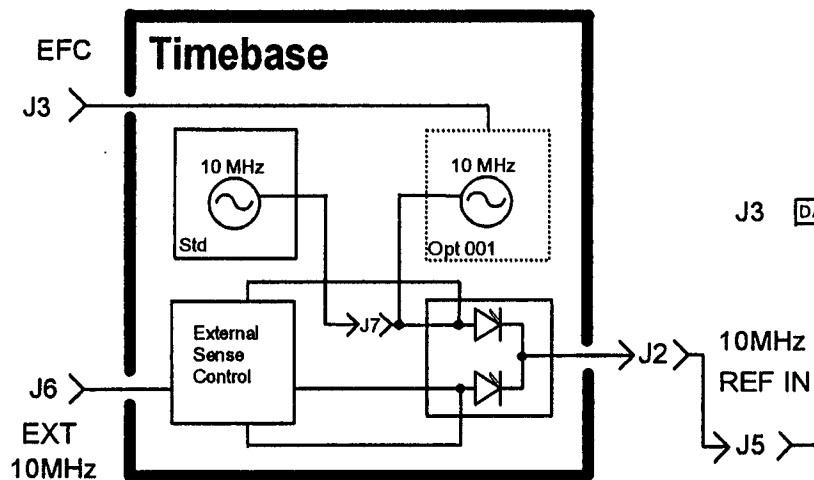 EFC
Timebase
J3
10 MHz
10 MHz
Std
Opt 001
J3
External
Sense
Control
J7
J6
J2
10MHz
REF IN
EXT
10MHz
J5